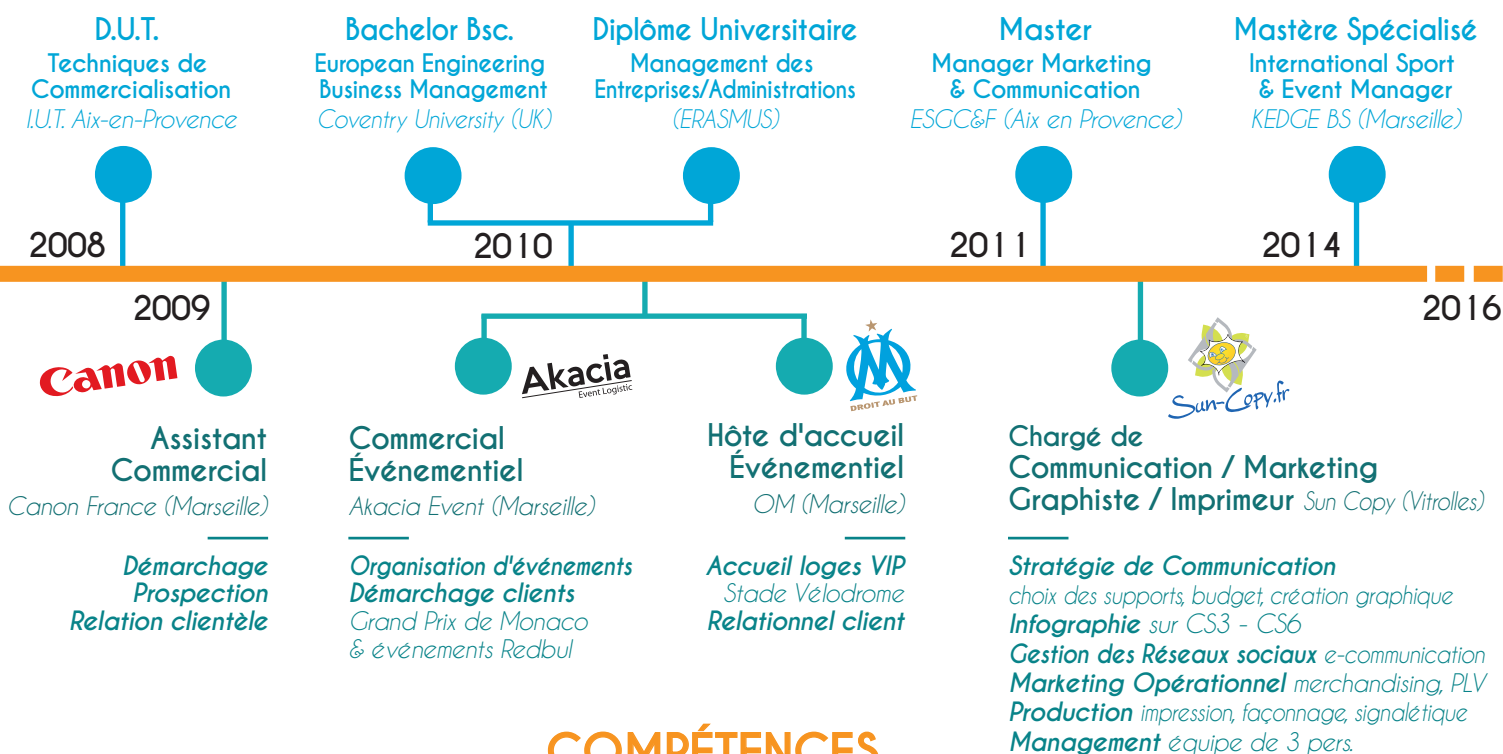 D.U.T.
Techniques de
Commercialisation
I.U.T. Aix-en-Provence
Bachelor Bsc.
European Engineering
Business Management
Coventry University (UK)
Diplôme Universitaire
Management des
Entreprises/Administrations
(ERASMUS)
Master
Manager Marketing
& Communication
ESGC&F (Aix en Provence)
Mastère Spécialisé
International Sport
& Event Manager
KEDGE BS (Marseille)
2008
2010
2011
2014
2009
2016
Canon
Assistant
Commercial
Canon France (Marseille)
Démarchage
Prospection
Relation clientèle
Akacia
Event Logistic
Commercial
Événementiel
Akacia Event (Marseille)
Organisation d'événements
Démarchage clients
Grand Prix de Monaco
& événements Redbul
DROIT AU BUT
Hôte d'accueil
Événementiel
OM (Marseille)
Accueil loges VIP
Stade Vélodrome
Relationnel client
Sun-Copy.fr
Chargé de
Communication / Marketing
Graphiste / Imprimeur Sun Copy (Vitrolles)
Stratégie de Communication
choix des supports, budget, création graphique
Infographie sur CS3 - CS6
Gestion des Réseaux sociaux e-communication
Marketing Opérationnel merchandising, PLV
Production impression, façonnage, signalétique
Management équipe de 3 pers.
COMPÉTENCES